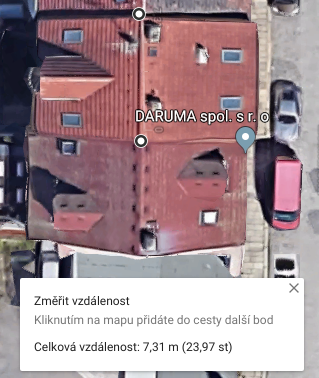 DARUMA spol. s r. o
Změřit vzdálenost
Kliknutím na mapu přidáte do cesty další bod
Celková vzdálenost: 7,31 m (23,97 st)